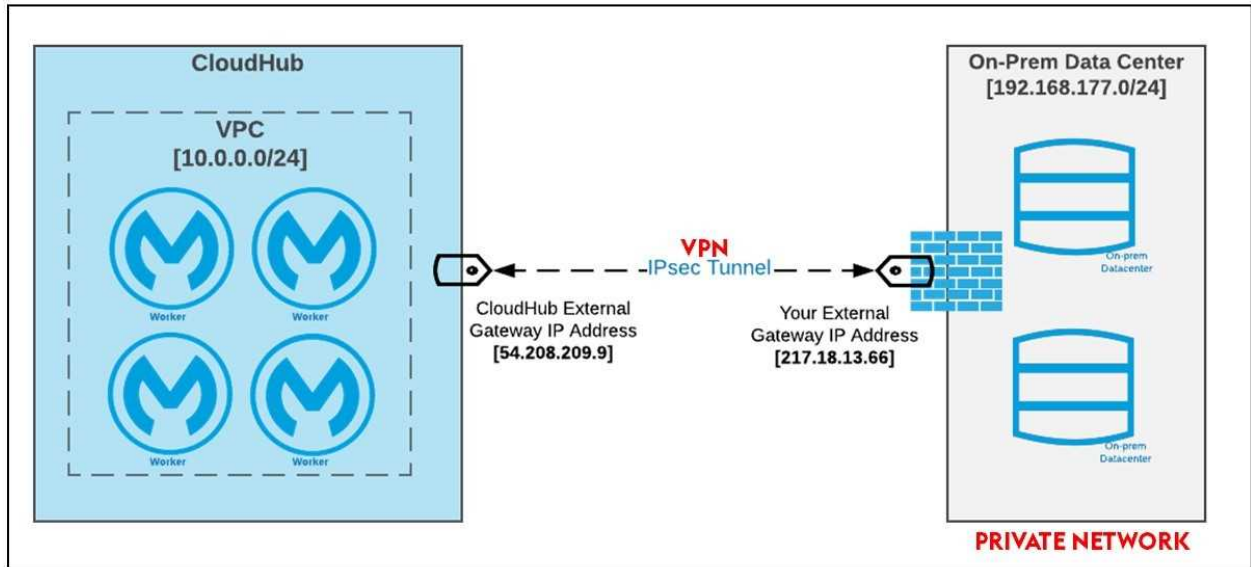 CloudHub
VPC
[10.0.0.0/24]
Worker
Worker
Worker
Worker
VPN
IPsec Tunnel
CloudHub External
Gateway IP Address
[54.208.209.9]
Your External
Gateway IP Address
[217.18.13.66]
On-Prem Data Center
[192.168.177.0/24]
On-prem
Datacenter
On-prem
Datacenter
PRIVATE NETWORK